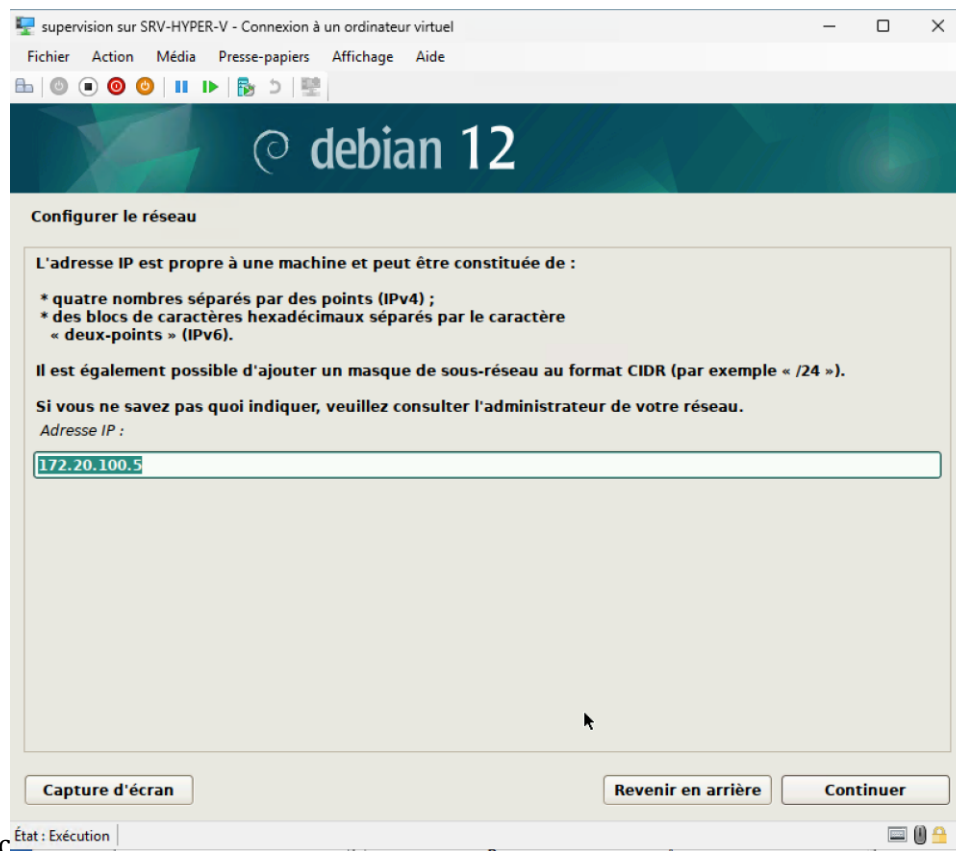 supervision sur SRV-HYPER-V - Connexion à un ordinateur virtuel
Fichier Action Média Presse-papiers Affichage Aide
debian 12
Configurer le réseau
L'adresse IP est propre à une machine et peut être constituée de :
* quatre nombres séparés par des points (IPv4) ;
* des blocs de caractères hexadécimaux séparés par le caractère
« deux-points » (IPv6).
Il est également possible d'ajouter un masque de sous-réseau au format CIDR (par exemple « /24 »).
Si vous ne savez pas quoi indiquer, veuillez consulter l'administrateur de votre réseau.
Adresse IP :
172.20.100.5
Capture d'écran Revenir en arrière Continuer
État : Exécution